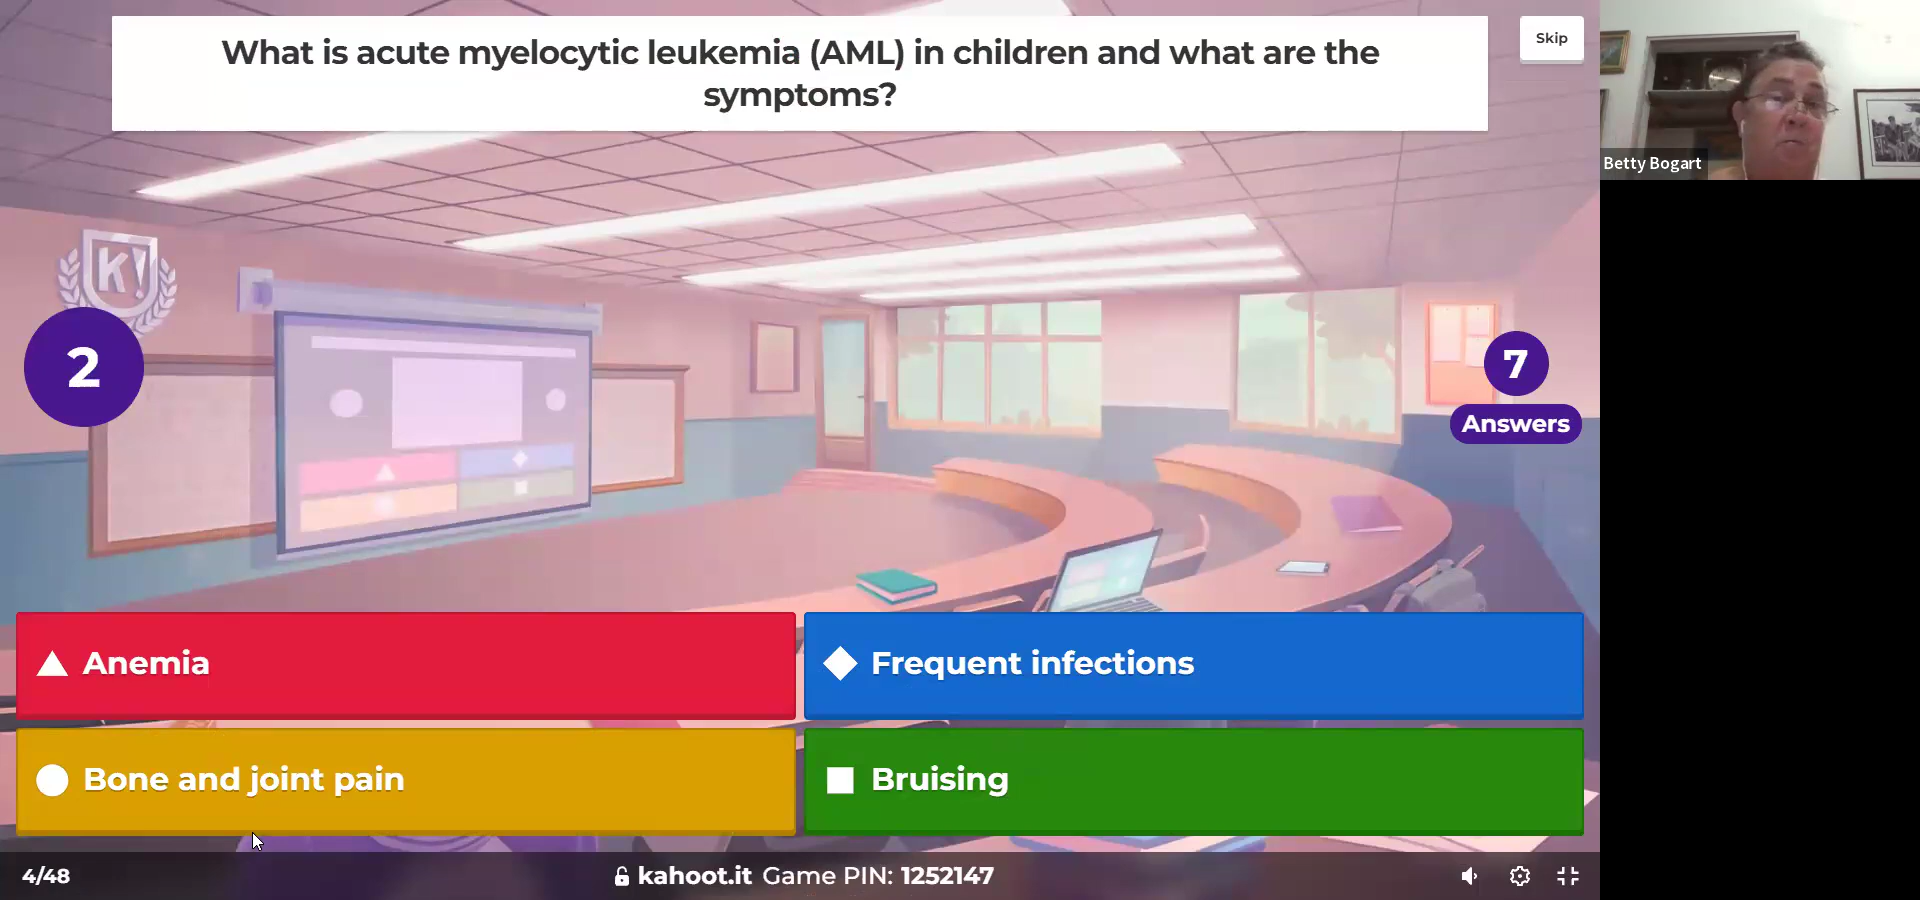 What is acute myelocytic leukemia (AML) in children and what are the
symptoms?
Skip
Betty Bogart
K!
2
7
Answers
Anemia
Frequent infections
Bone and joint pain
Bruising
4/48
kahoot.it Game PIN: 1252147